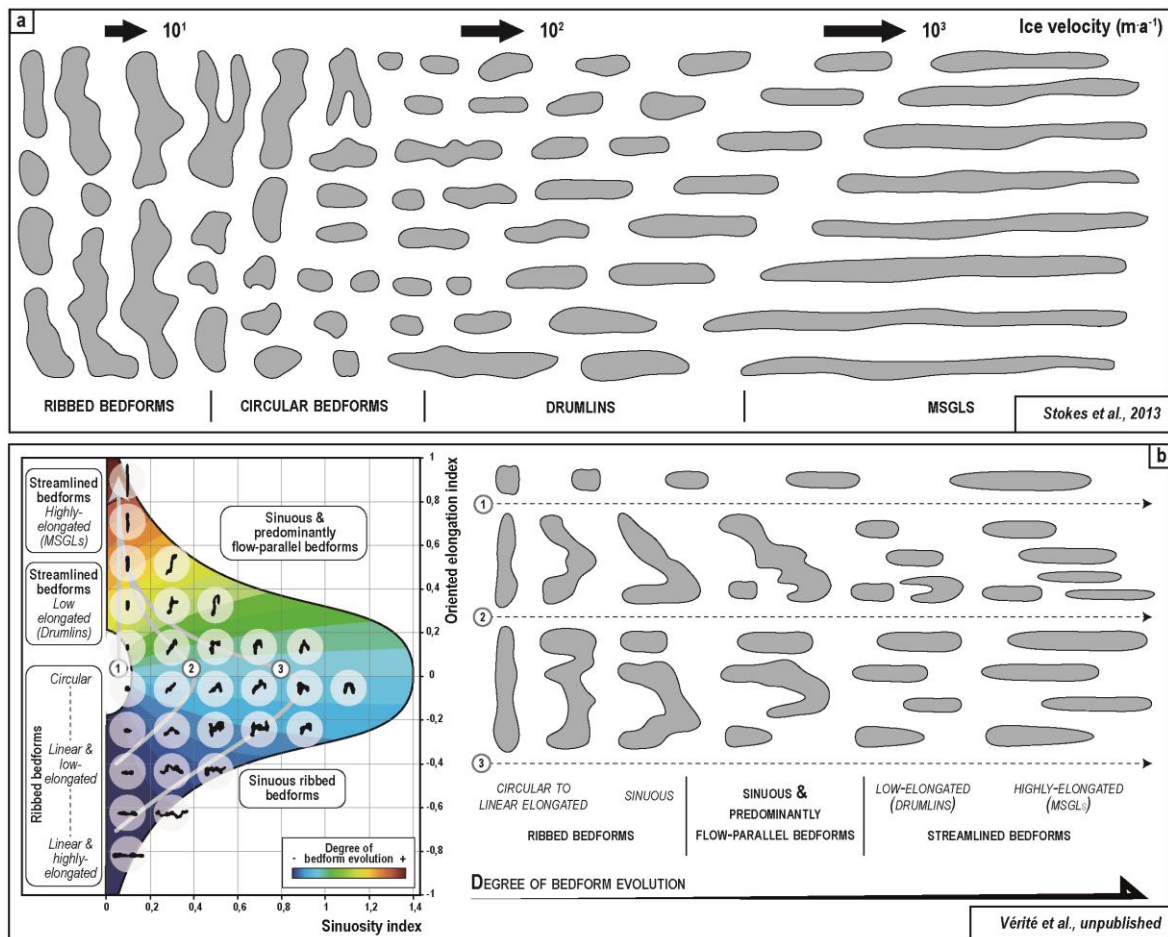 a
10¹
10²
10³
Ice velocity (m·a⁻¹)
RIBBED BEDFORMS
CIRCULAR BEDFORMS
DRUMLINS
MSGLS
Stokes et al., 2013
b
Streamlined
bedforms
Highly-
elongated
(MSGLs)
Streamlined
bedforms
Low
elongated
(Drumlins)
Ribbed bedforms
Circular
Linear &
low-
elongated
Linear
& highly-
elongated
Sinuous &
predominantly
flow-parallel bedforms
Sinuous ribbed
bedforms
1
2
3
Degree of
- bedform evolution +
0
0,2
0,4
0,6
0,8
1
1,2
1,4
Sinuosity index
1
0,8
0,6
0,4
0,2
0
-0,2
-0,4
-0,6
-0,8
-1
Oriented elongation index
1
2
3
CIRCULAR TO
LINEAR ELONGATED
SINUOUS
RIBBED BEDFORMS
SINUOUS &
PREDOMINANTLY
FLOW-PARALLEL BEDFORMS
LOW-ELONGATED
(DRUMLINS)
HIGHLY-ELONGATED
(MSGLS)
STREAMLINED BEDFORMS
DEGREE OF BEDFORM EVOLUTION
Vérité et al., unpublished